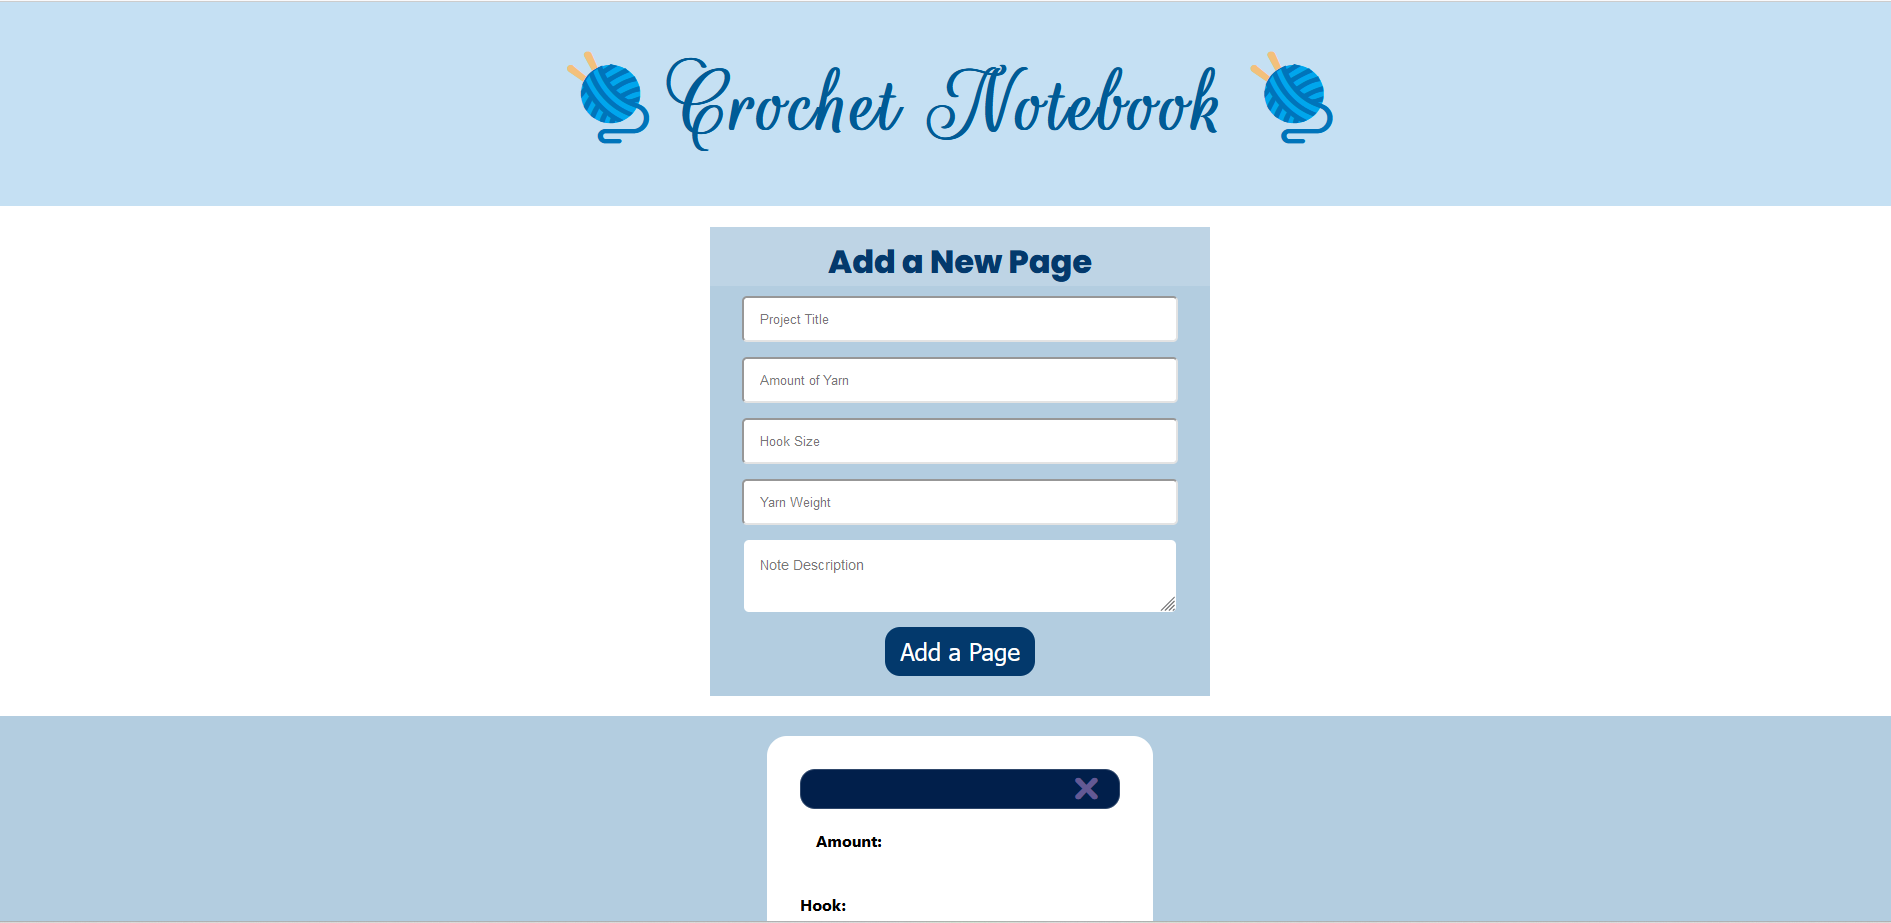 Crochet Notebook
Add a New Page
Project Title
Amount of Yarn
Hook Size
Yarn Weight
Note Description
Add a Page
Amount:
Hook: